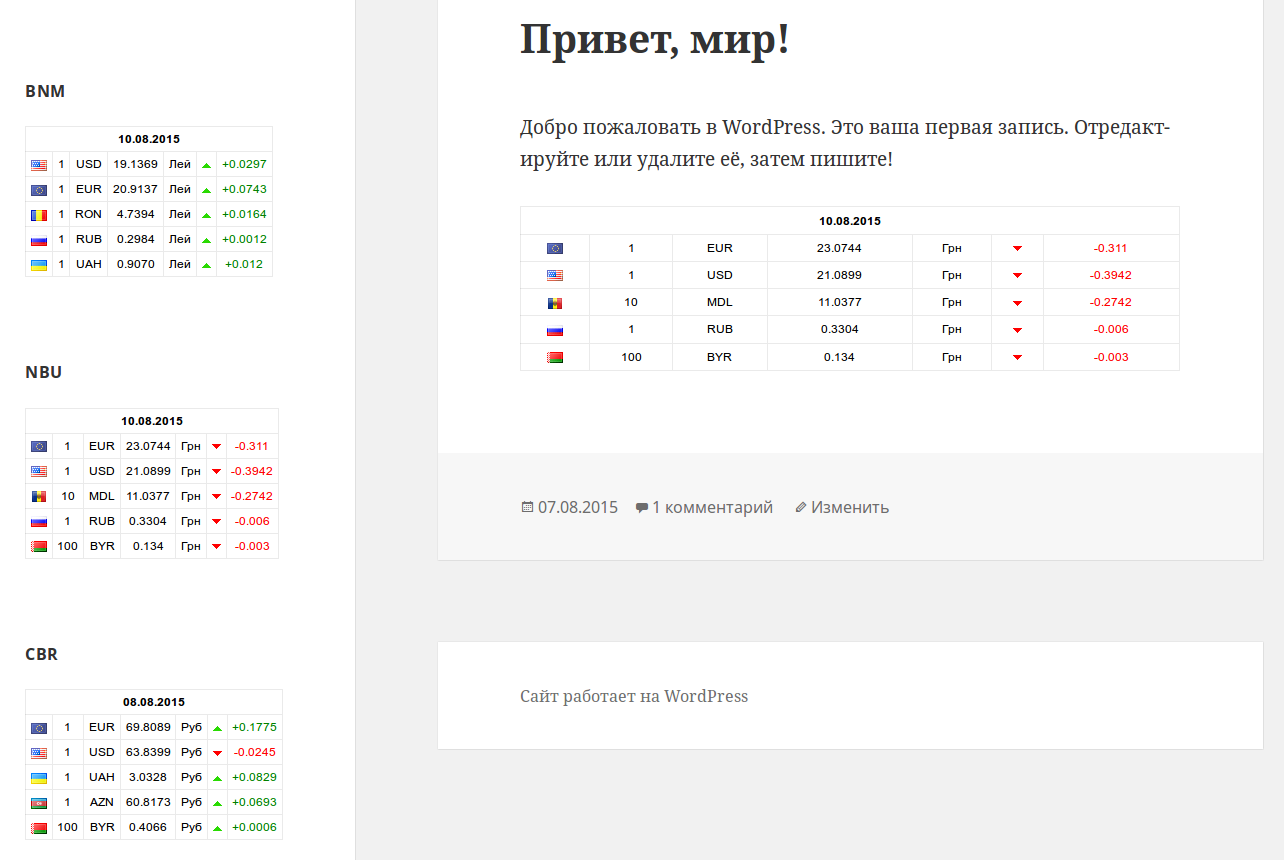 BNM
10.08.2015
1 USD 19.1369 Лей +0.0297
1 EUR 20.9137 Лей +0.0743
1 RON 4.7394 Лей +0.0164
1 RUB 0.2984 Лей +0.0012
1 UAH 0.9070 Лей +0.012
NBU
10.08.2015
1 EUR 23.0744 Грн -0.311
1 USD 21.0899 Грн -0.3942
10 MDL 11.0377 Грн -0.2742
1 RUB 0.3304 Грн -0.006
100 BYR 0.134 Грн -0.003
CBR
08.08.2015
1 EUR 69.8089 Руб +0.1775
1 USD 63.8399 Руб -0.0245
1 UAH 3.0328 Руб +0.0829
1 AZN 60.8173 Руб +0.0693
100 BYR 0.4066 Руб +0.0006
Привет, мир!
Добро пожаловать в WordPress. Это ваша первая запись. Отредакт-
ируйте или удалите её, затем пишите!
10.08.2015
1 EUR 23.0744 Грн -0.311
1 USD 21.0899 Грн -0.3942
10 MDL 11.0377 Грн -0.2742
1 RUB 0.3304 Грн -0.006
100 BYR 0.134 Грн -0.003
07.08.2015 1 комментарий Изменить
Сайт работает на WordPress